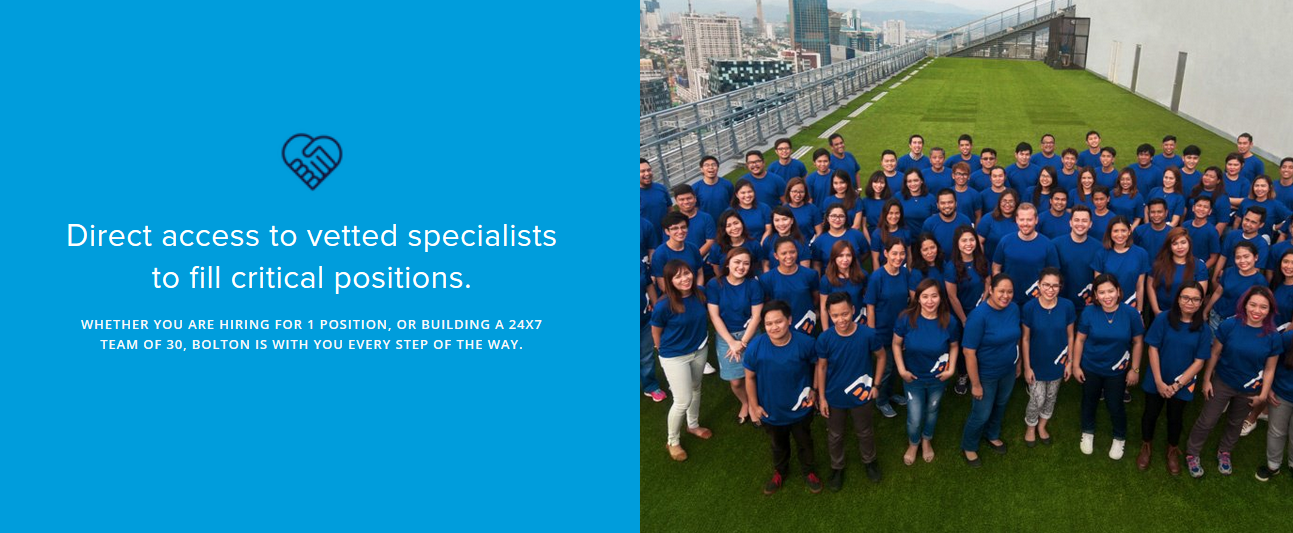 Direct access to vetted specialists
to fill critical positions.
WHETHER YOU ARE HIRING FOR 1 POSITION, OR BUILDING A 24X7
TEAM OF 30, BOLTON IS WITH YOU EVERY STEP OF THE WAY.